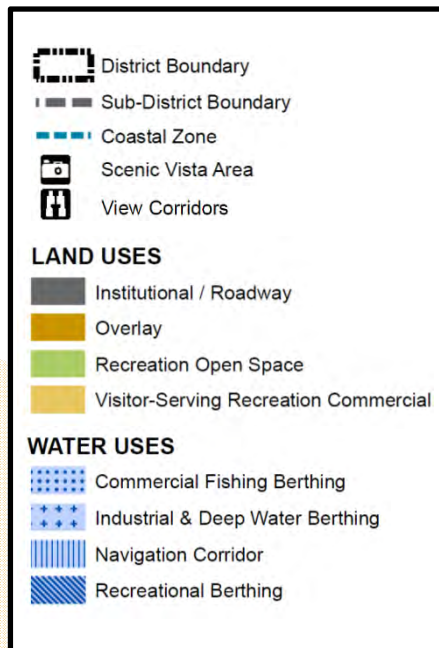 District Boundary
Sub-District Boundary
Coastal Zone
Scenic Vista Area
View Corridors
LAND USES
Institutional / Roadway
Overlay
Recreation Open Space
Visitor-Serving Recreation Commercial
WATER USES
Commercial Fishing Berthing
Industrial & Deep Water Berthing
Navigation Corridor
Recreational Berthing